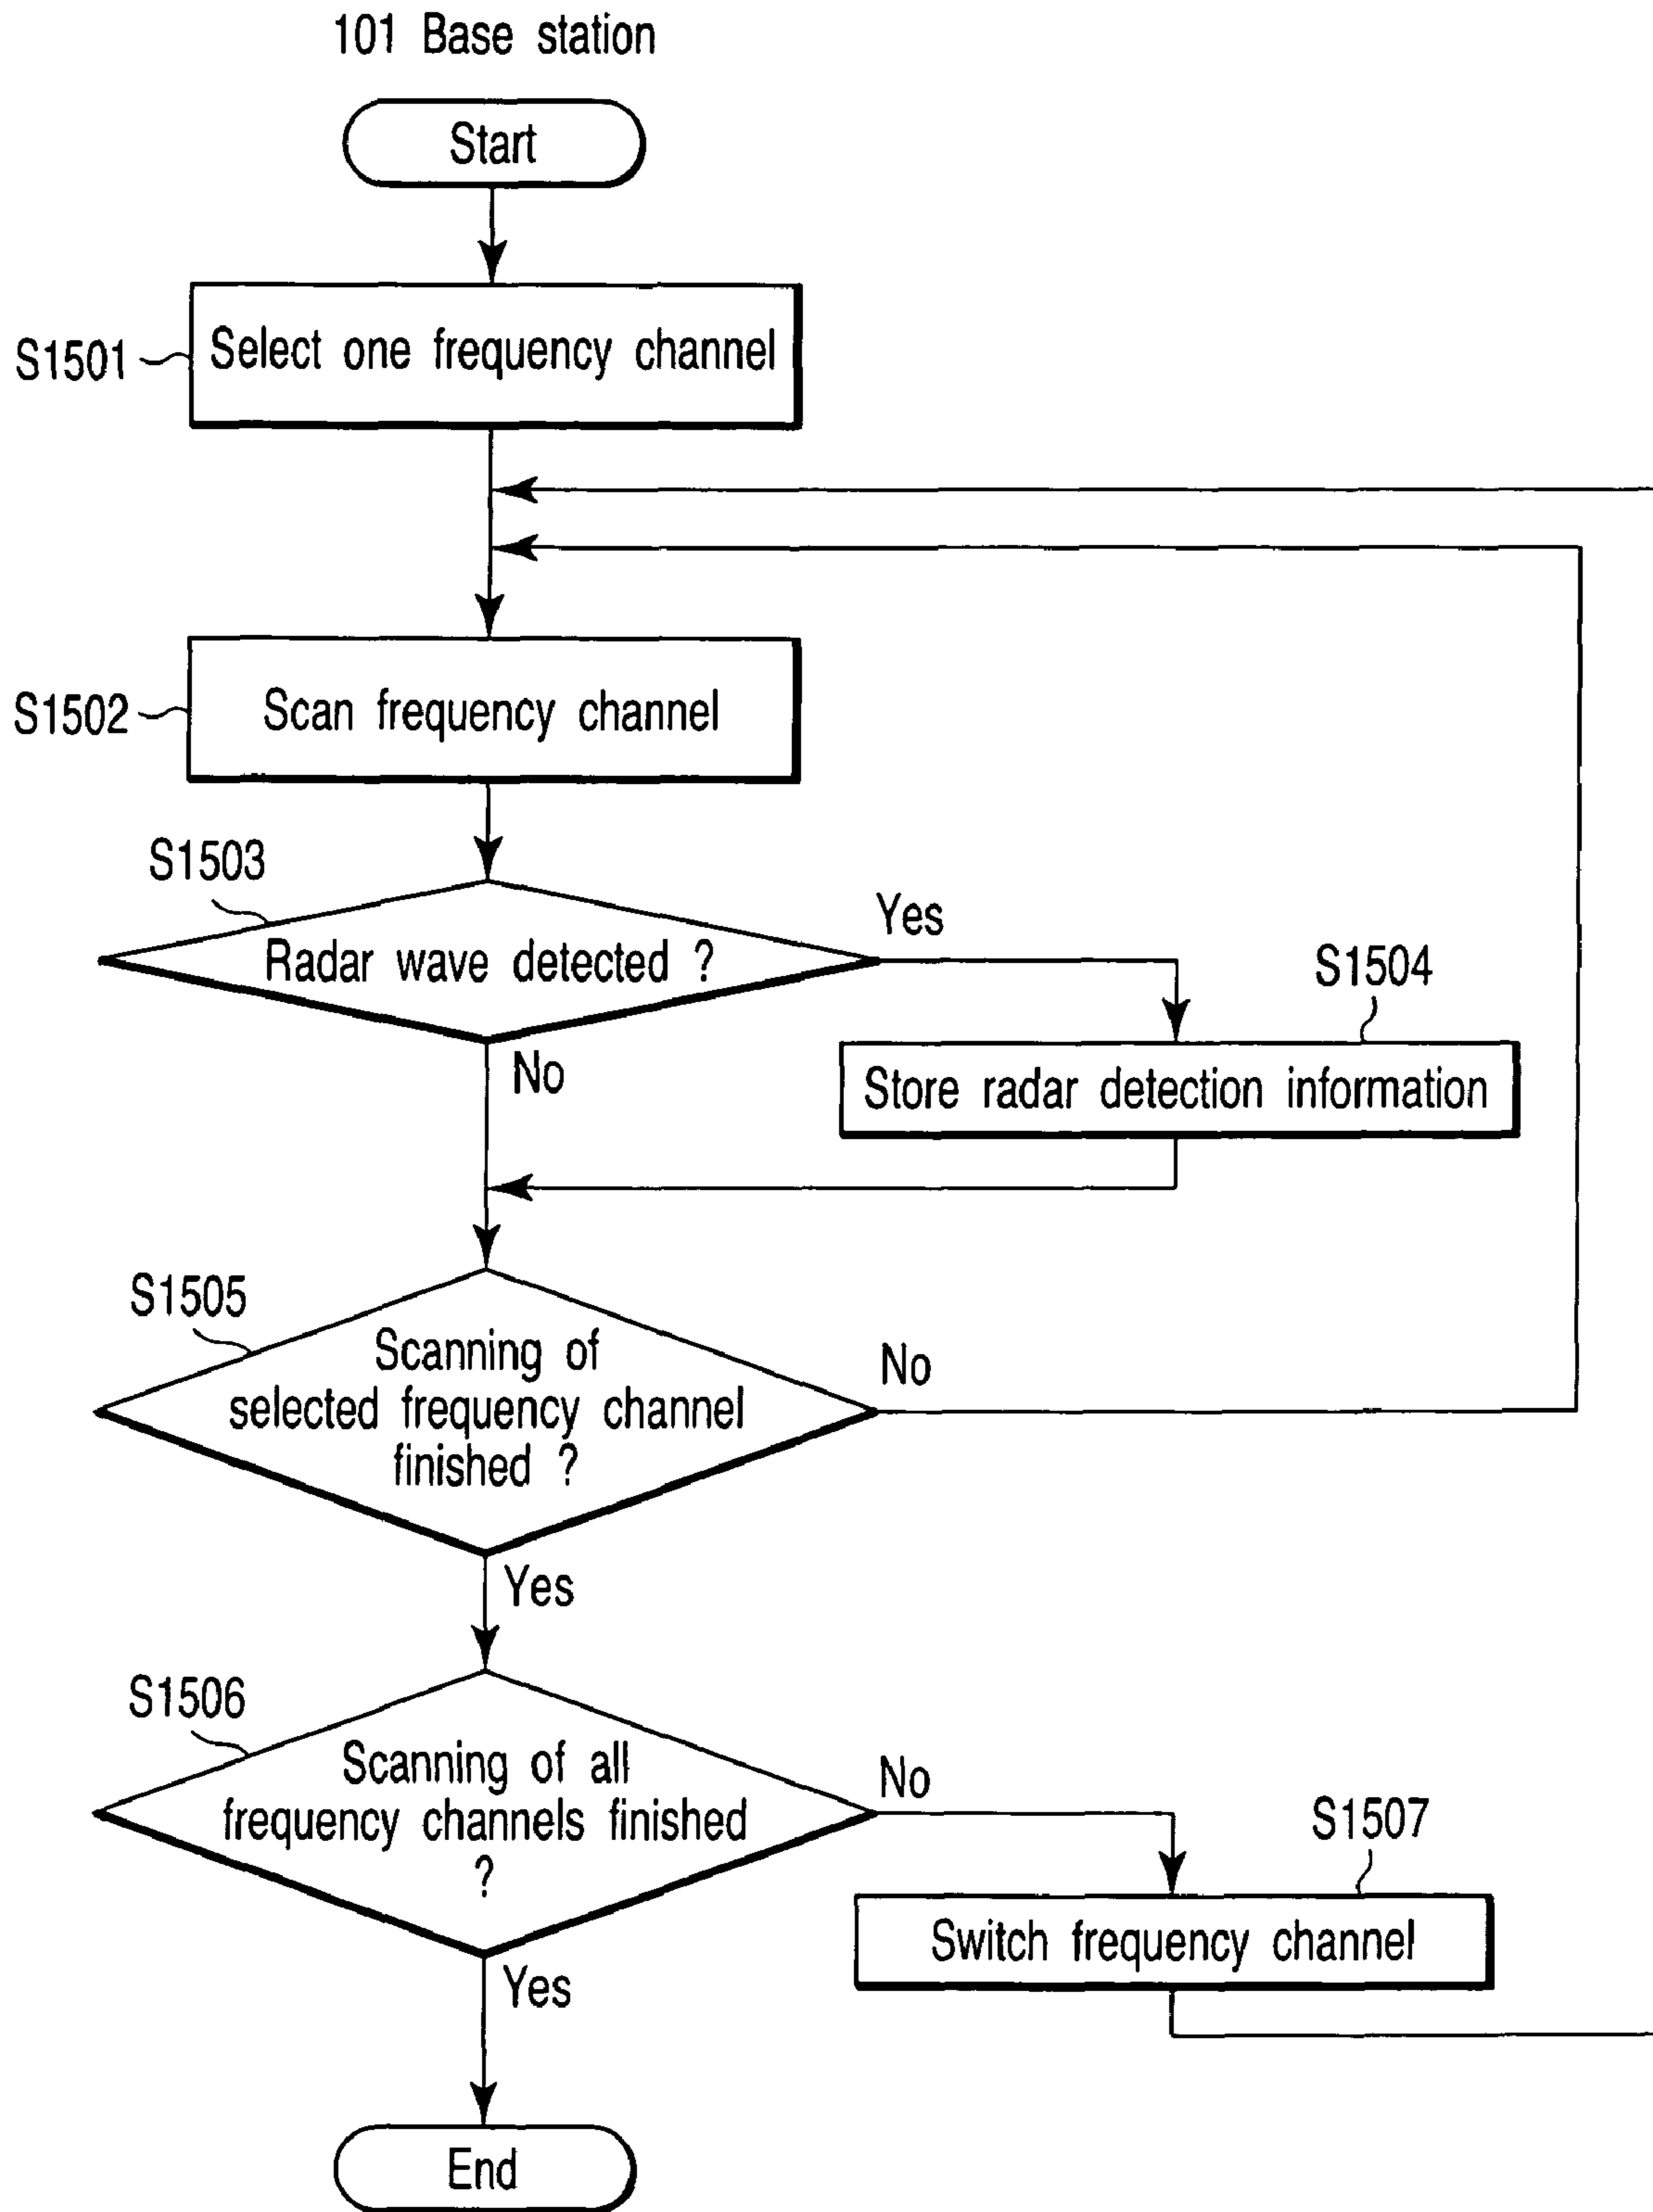 101 Base station
Start
S1501
Select one frequency channel
S1502
Scan frequency channel
S1503
Radar wave detected ?
Yes
No
S1504
Store radar detection information
S1505
Scanning of
selected frequency channel
finished ?
No
Yes
S1506
Scanning of all
frequency channels finished
?
No
Yes
S1507
Switch frequency channel
End